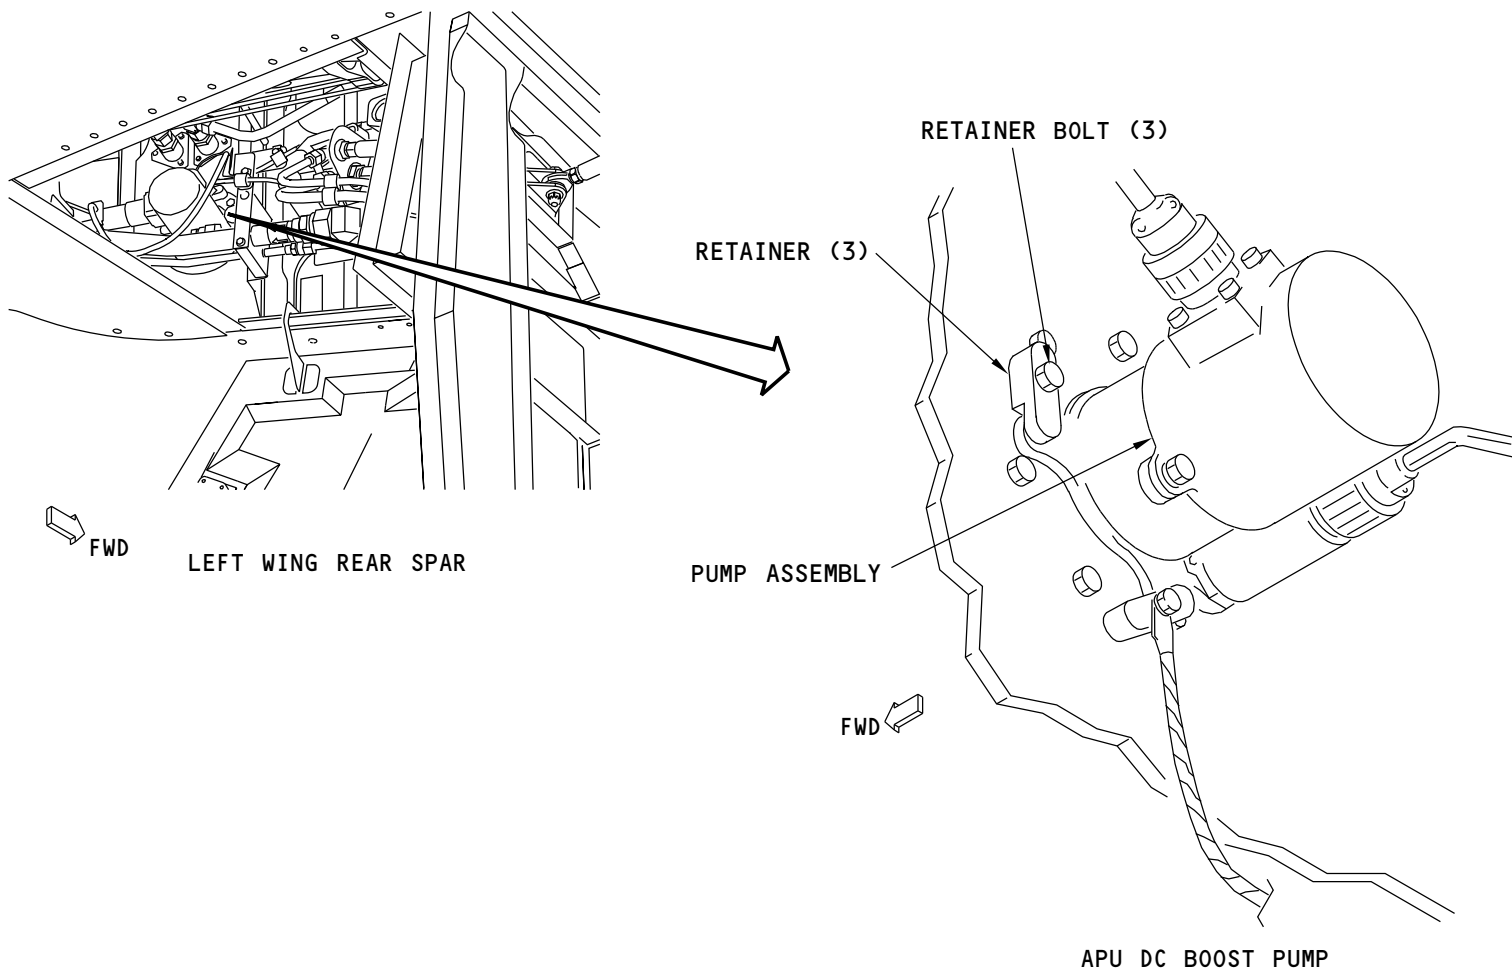 RETAINER BOLT (3)
RETAINER (3)
FWD
LEFT WING REAR SPAR
PUMP ASSEMBLY
FWD
APU DC BOOST PUMP